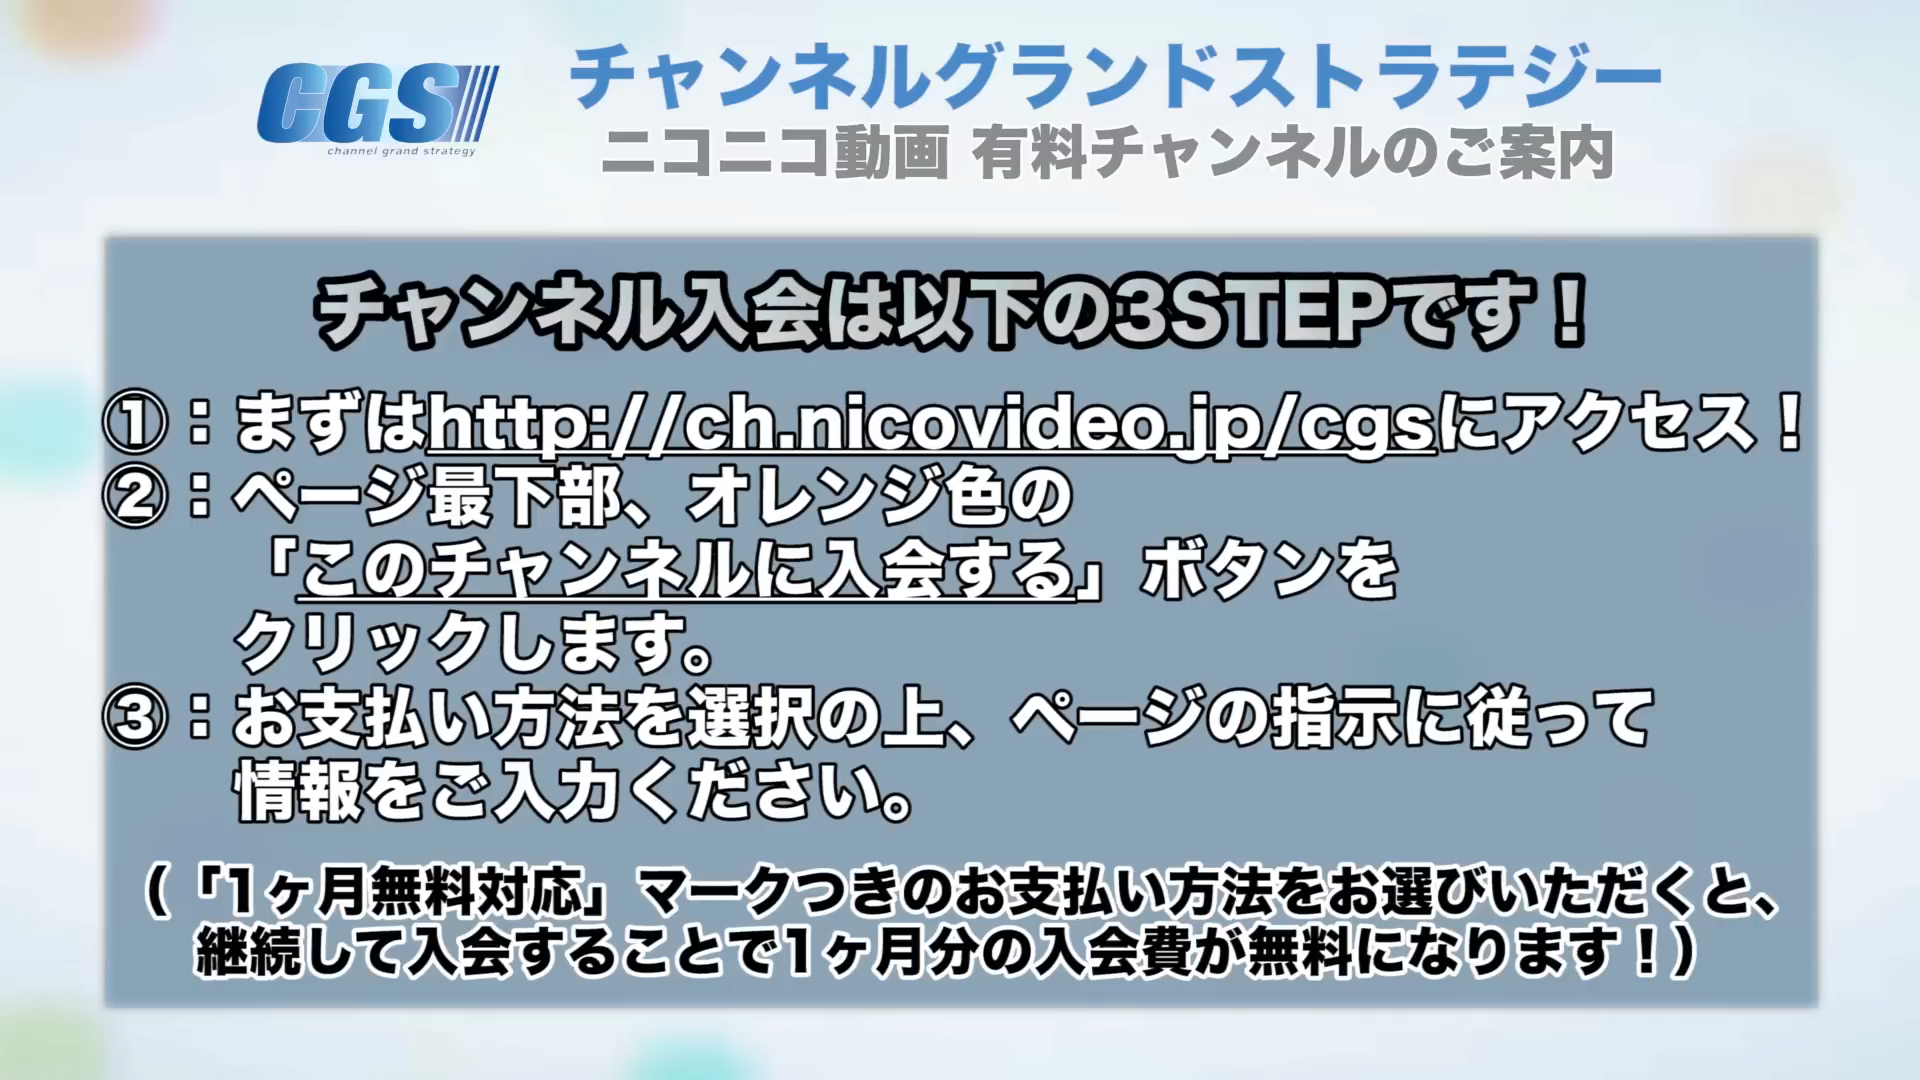 CGS
channel grand strategy
チャンネルグランドストラテジー
ニコニコ動画 有料チャンネルのご案内
チャンネル入会は以下の3STEPです！
①：まずはhttp://ch.nicovideo.jp/cgsにアクセス！
②：ページ最下部、オレンジ色の
「このチャンネルに入会する」ボタンを
クリックします。
③：お支払い方法を選択の上、ページの指示に従って
情報をご入力ください。
（「1ヶ月無料対応」マークつきのお支払い方法をお選びいただくと、
継続して入会することで1ヶ月分の入会費が無料になります！）